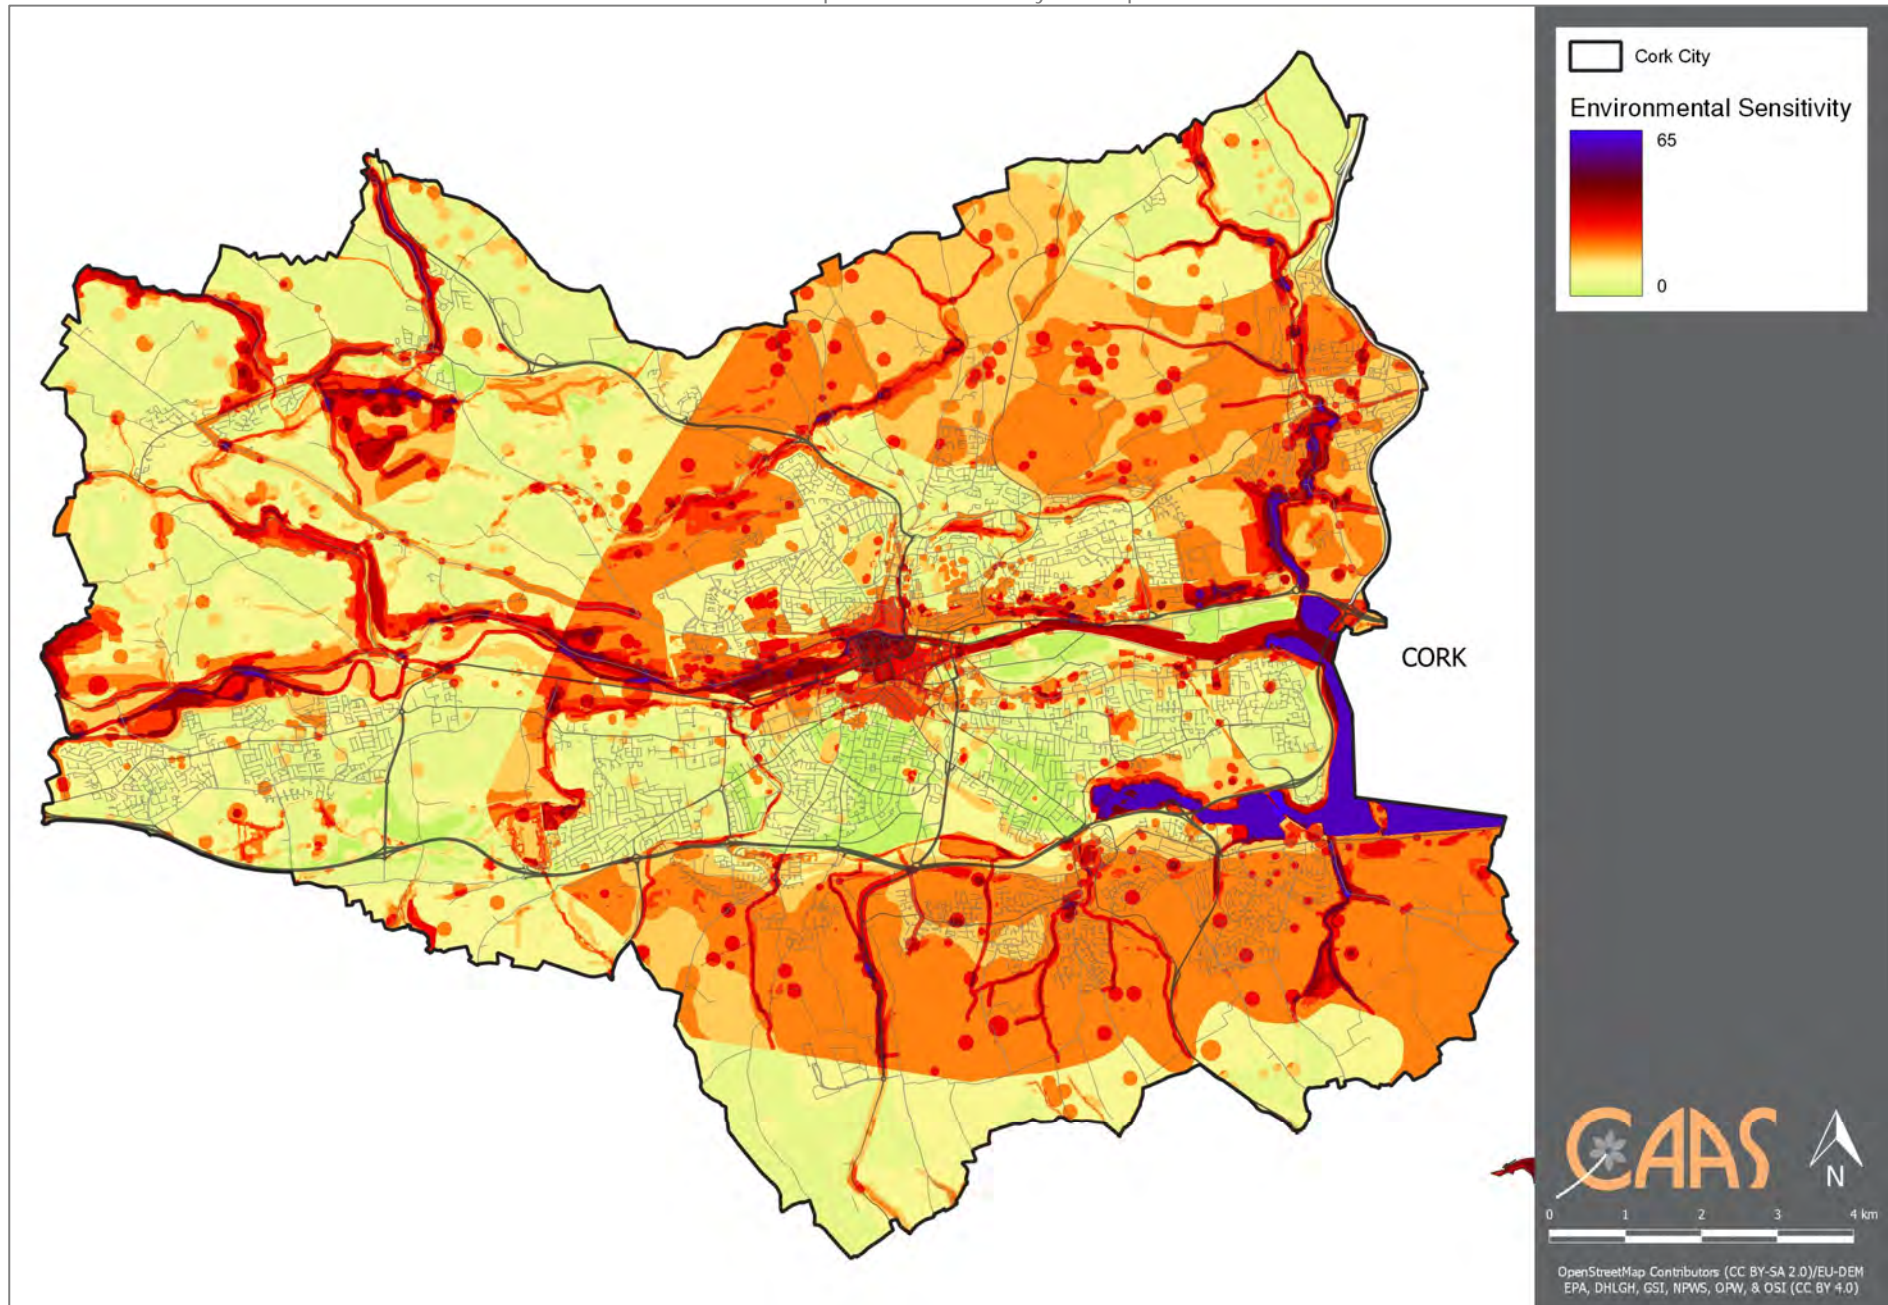 Cork City
Environmental Sensitivity
65
0
CORK
CAAS
N
0 1 2 3 4 km
OpenStreetMap Contributors (CC BY-SA 2.0)/EU-DEM
EPA, DHLGH, GSI, NPWS, OPW, & OSI (CC BY 4.0)